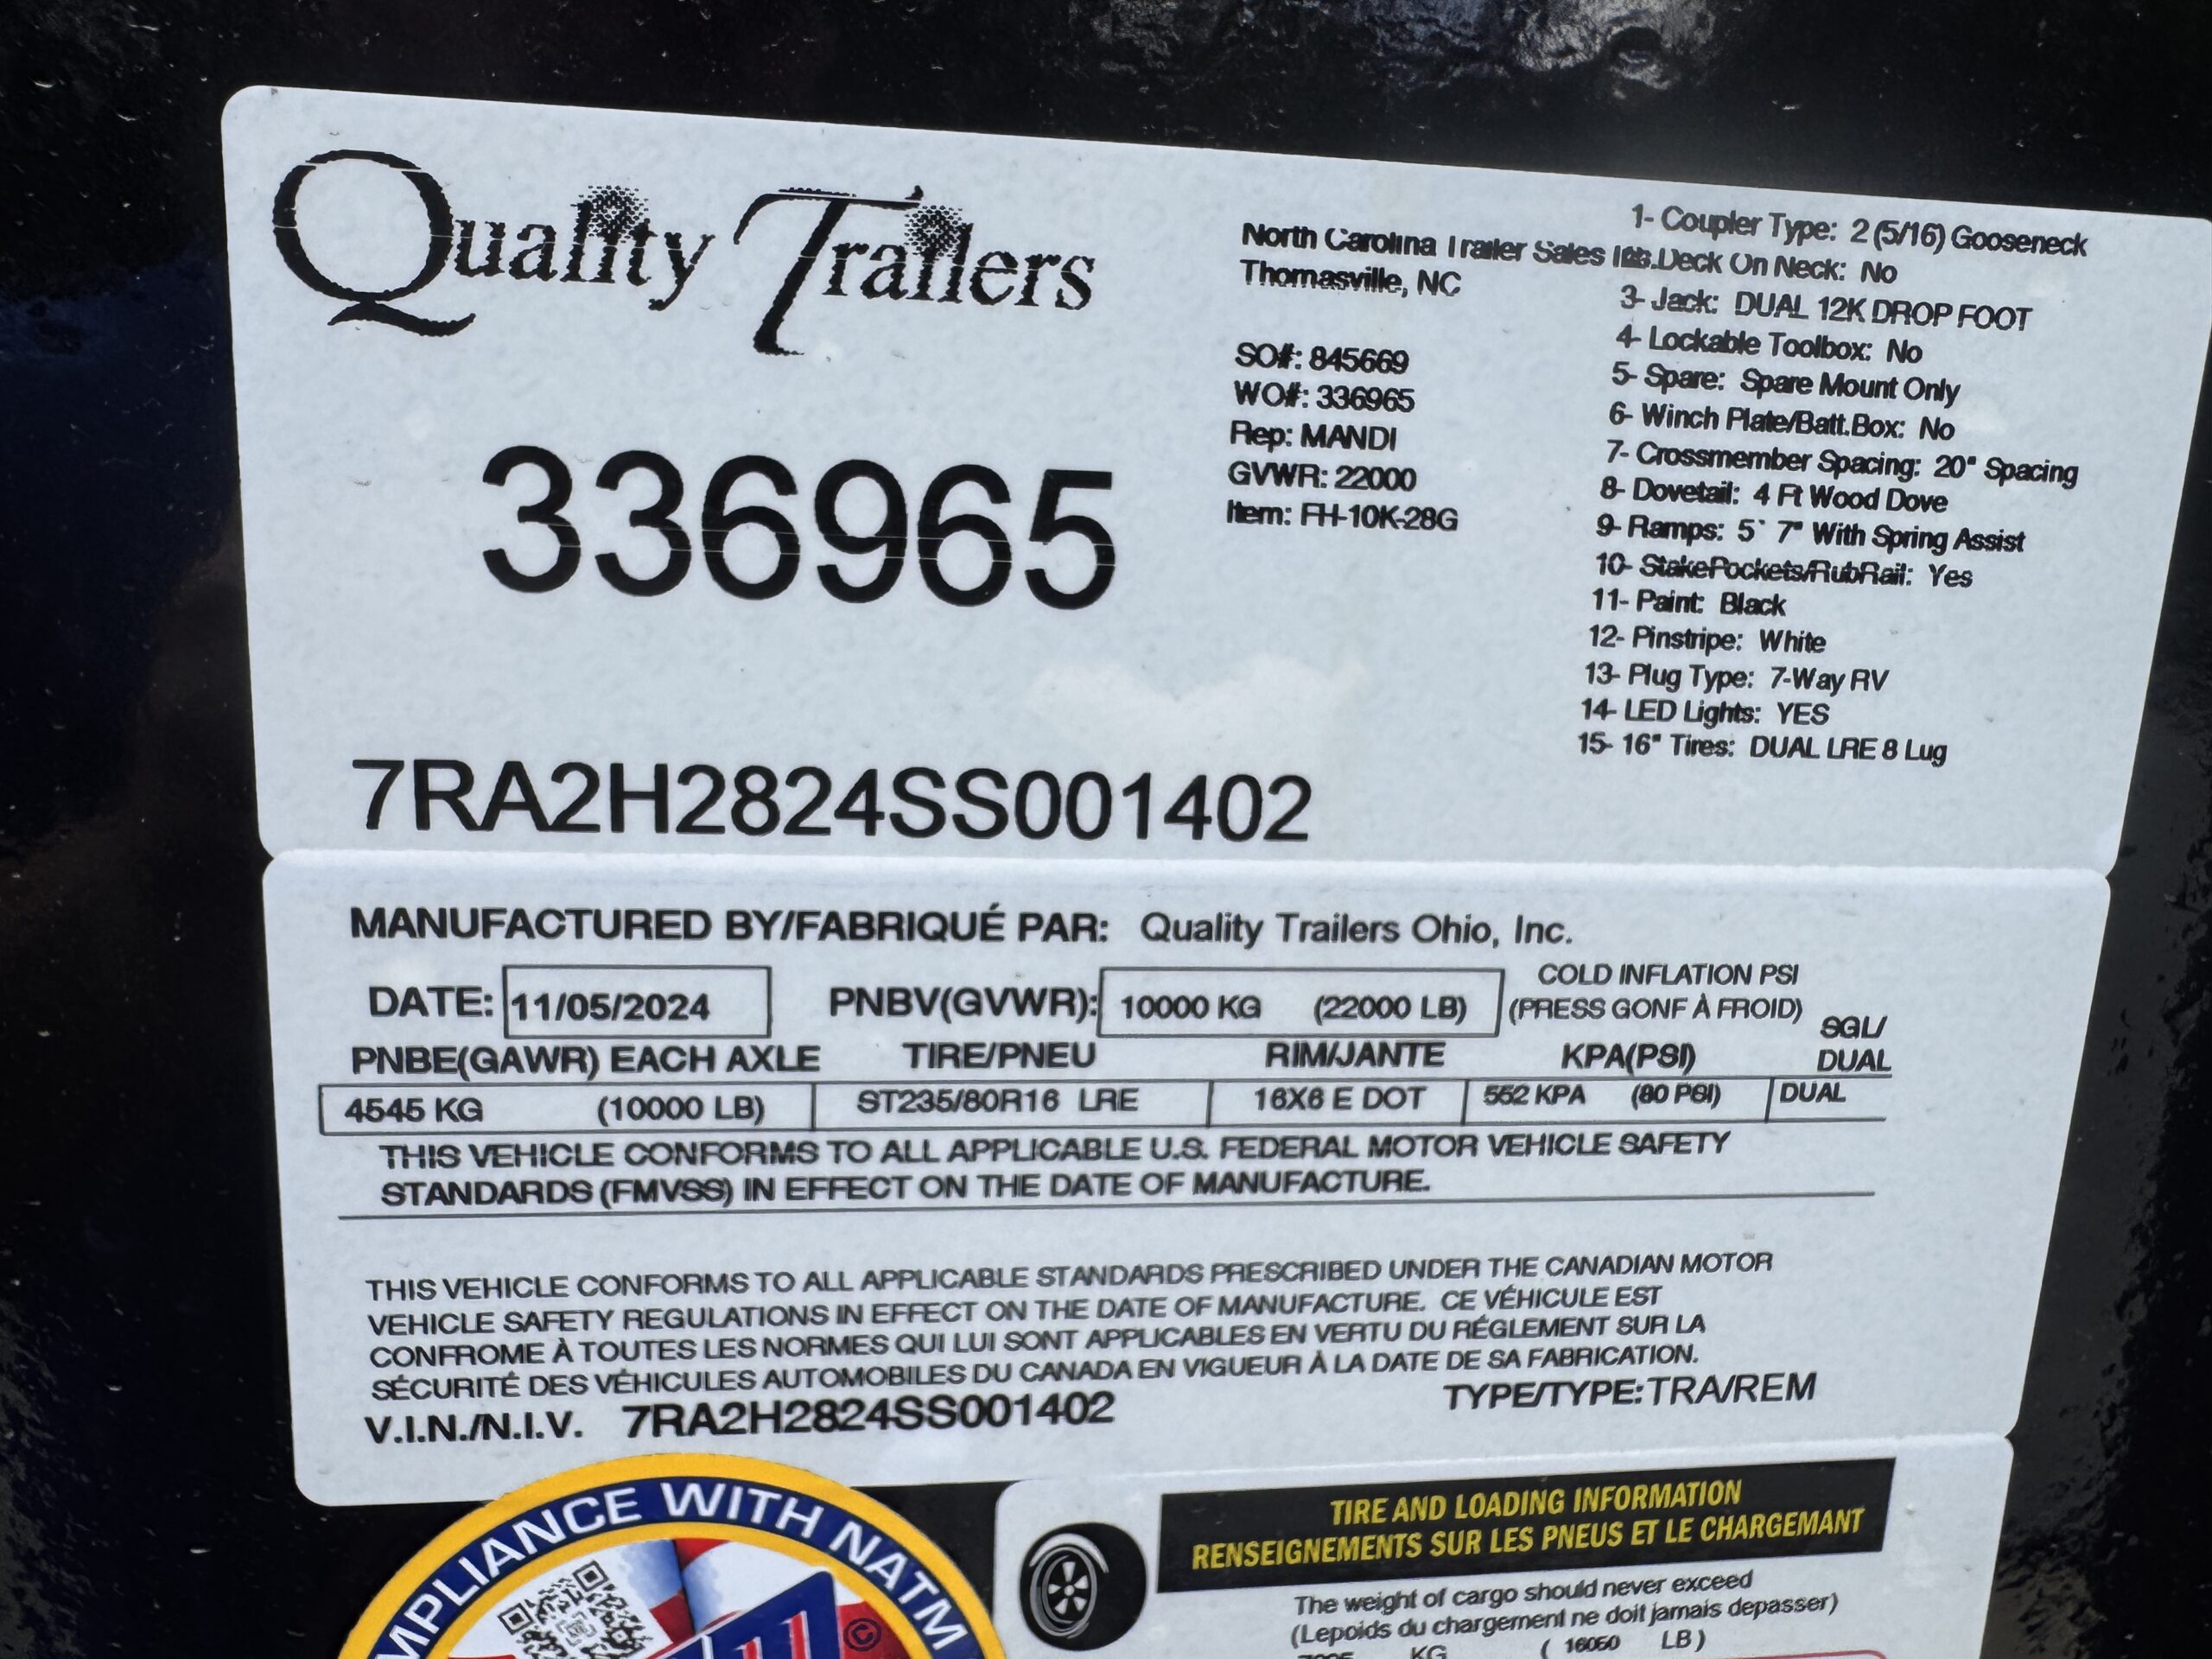 Quality Trailers
336965
7RA2H2824SS001402
North Carolina Trailer Sales Inc.
Thomasville, NC
SO#: 845669
WO#: 336965
Rep: MANDI
GVWR: 22000
Item: FH-10K-28G
1- Coupler Type: 2 (5/16) Gooseneck
Deck On Neck: No
3- Jack: DUAL 12K DROP FOOT
4- Lockable Toolbox: No
5- Spare: Spare Mount Only
6- Winch Plate/Batt.Box: No
7- Crossmember Spacing: 20" Spacing
8- Dovetail: 4 Ft Wood Dove
9- Ramps: 5` 7" With Spring Assist
10- StakePockets/RubRail: Yes
11- Paint: Black
12- Pinstripe: White
13- Plug Type: 7-Way RV
14- LED Lights: YES
15- 16" Tires: DUAL LRE 8 Lug
MANUFACTURED BY/FABRIQUÉ PAR: Quality Trailers Ohio, Inc.
DATE: 11/05/2024 PNBV(GVWR): 10000 KG (22000 LB) COLD INFLATION PSI
(PRESS GONF À FROID)
PNBE(GAWR) EACH AXLE TIRE/PNEU RIM/JANTE KPA(PSI) SGL/
DUAL
4545 KG (10000 LB) ST235/80R16 LRE 16X6 E DOT 552 KPA (80 PSI) DUAL
THIS VEHICLE CONFORMS TO ALL APPLICABLE U.S. FEDERAL MOTOR VEHICLE SAFETY
STANDARDS (FMVSS) IN EFFECT ON THE DATE OF MANUFACTURE.
THIS VEHICLE CONFORMS TO ALL APPLICABLE STANDARDS PRESCRIBED UNDER THE CANADIAN MOTOR
VEHICLE SAFETY REGULATIONS IN EFFECT ON THE DATE OF MANUFACTURE. CE VÉHICULE EST
CONFROME À TOUTES LES NORMES QUI LUI SONT APPLICABLES EN VERTU DU RÉGLEMENT SUR LA
SÉCURITÉ DES VÉHICULES AUTOMOBILES DU CANADA EN VIGUEUR À LA DATE DE SA FABRICATION.
V.I.N./N.I.V. 7RA2H2824SS001402 TYPE/TYPE: TRA/REM
MPLIANCE WITH NATM
©
TIRE AND LOADING INFORMATION
RENSEIGNEMENTS SUR LES PNEUS ET LE CHARGEMANT
The weight of cargo should never exceed
(Lepoids du chargement ne doit jamais depasser)
KG ( 16050 LB )